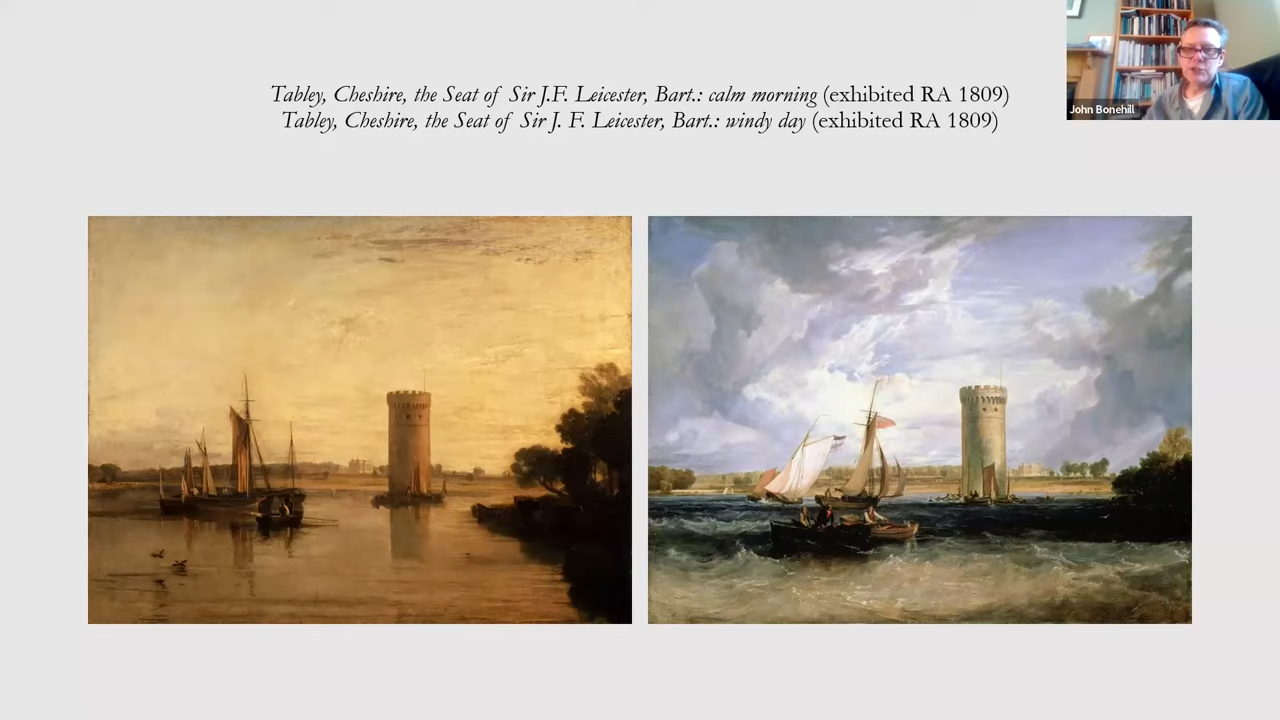 Tabley, Cheshire, the Seat of Sir J.F. Leicester, Bart.: calm morning (exhibited RA 1809)
Tabley, Cheshire, the Seat of Sir J. F. Leicester, Bart.: windy day (exhibited RA 1809)
John Bonehill